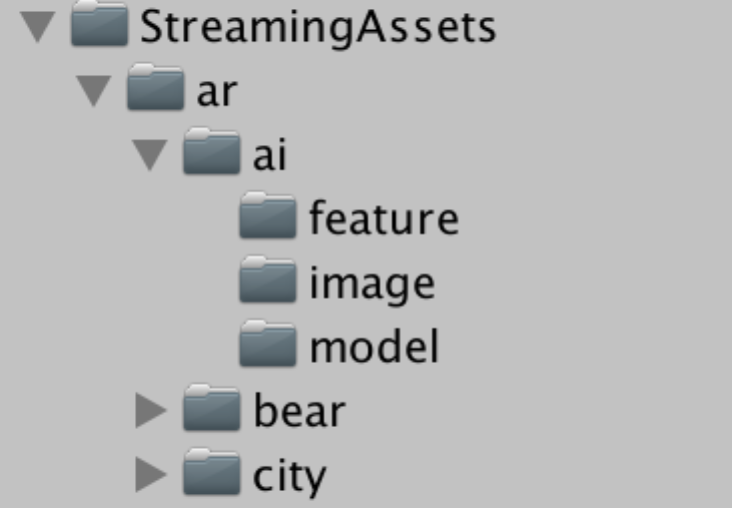 StreamingAssets
ar
ai
feature
image
model
bear
city